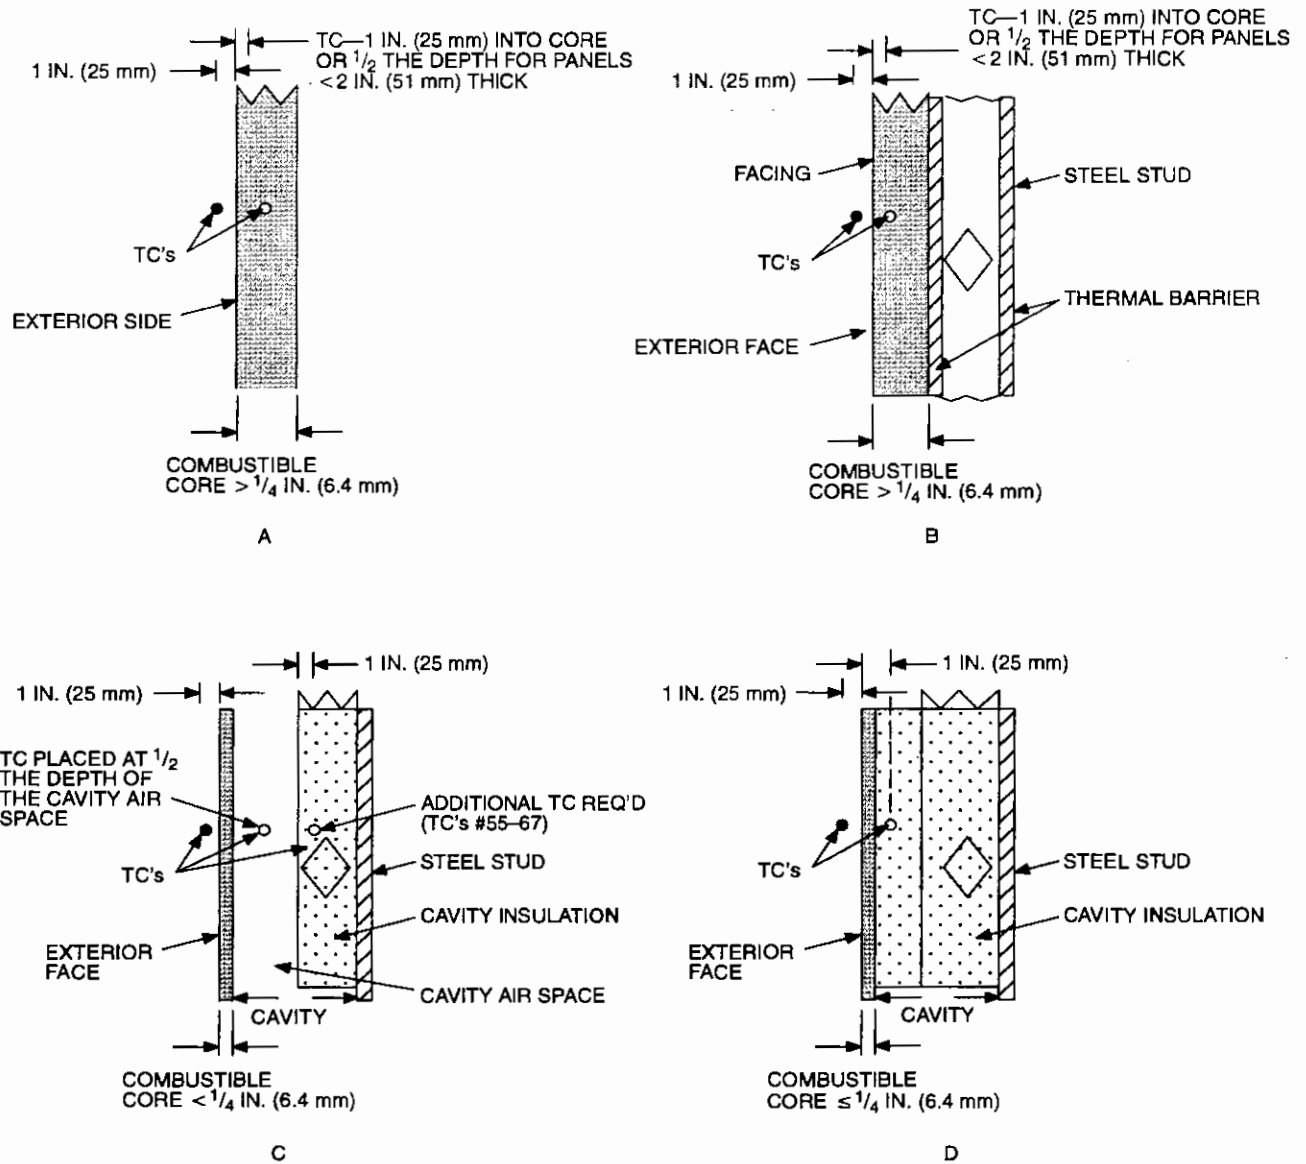 TC—1 IN. (25 mm) INTO CORE
OR 1/2 THE DEPTH FOR PANELS
<2 IN. (51 mm) THICK
1 IN. (25 mm)
TC's
EXTERIOR SIDE
COMBUSTIBLE
CORE > 1/4 IN. (6.4 mm)
A
TC—1 IN. (25 mm) INTO CORE
OR 1/2 THE DEPTH FOR PANELS
<2 IN. (51 mm) THICK
1 IN. (25 mm)
FACING
STEEL STUD
TC's
THERMAL BARRIER
EXTERIOR FACE
COMBUSTIBLE
CORE > 1/4 IN. (6.4 mm)
B
1 IN. (25 mm)
1 IN. (25 mm)
TC PLACED AT 1/2
THE DEPTH OF
THE CAVITY AIR
SPACE
ADDITIONAL TC REQ'D
(TC's #55–67)
TC's
STEEL STUD
CAVITY INSULATION
EXTERIOR
FACE
CAVITY AIR SPACE
CAVITY
COMBUSTIBLE
CORE < 1/4 IN. (6.4 mm)
C
1 IN. (25 mm)
1 IN. (25 mm)
TC's
STEEL STUD
CAVITY INSULATION
EXTERIOR
FACE
CAVITY
COMBUSTIBLE
CORE ≤ 1/4 IN. (6.4 mm)
D